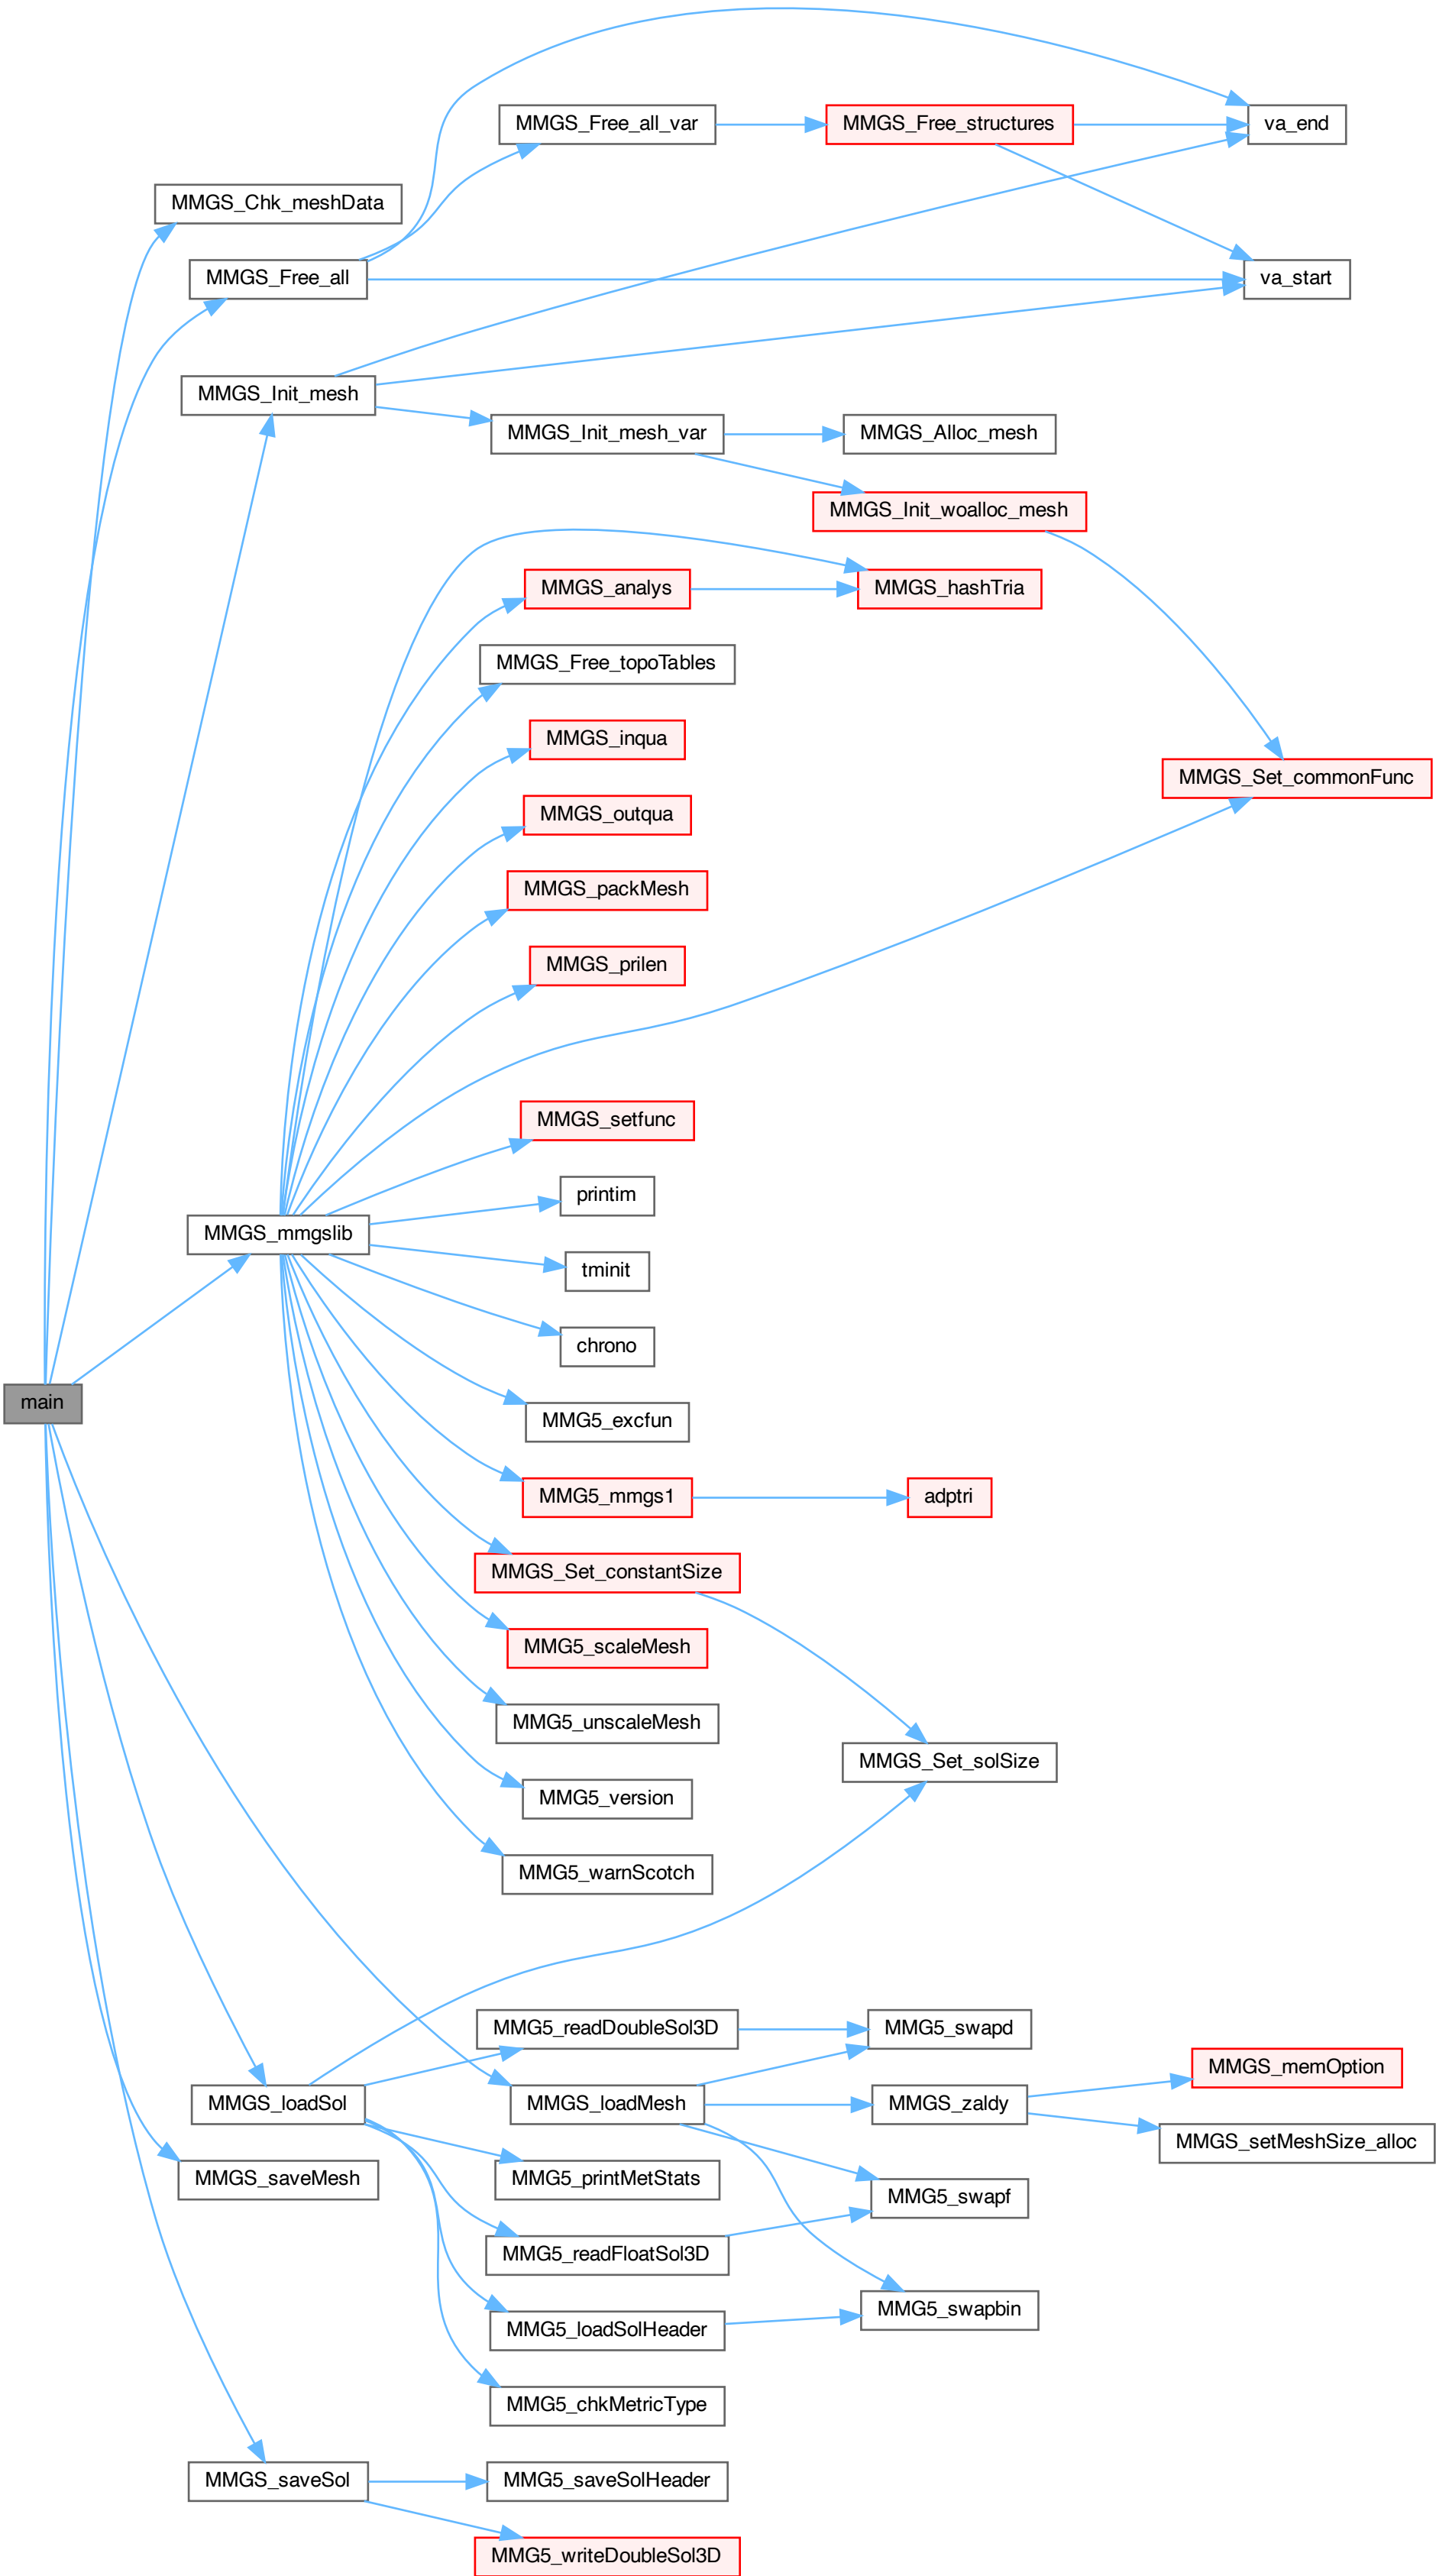 MMGS_Free_all_var
MMGS_Free_structures
va_end
MMGS_Chk_meshData
MMGS_Free_all
va_start
MMGS_Init_mesh
MMGS_Init_mesh_var
MMGS_Alloc_mesh
MMGS_Init_woalloc_mesh
MMGS_analys
MMGS_hashTria
MMGS_Free_topoTables
MMGS_inqua
MMGS_Set_commonFunc
MMGS_outqua
MMGS_packMesh
MMGS_prilen
MMGS_setfunc
printim
MMGS_mmgslib
tminit
chrono
main
MMG5_excfun
MMG5_mmgs1
adptri
MMGS_Set_constantSize
MMG5_scaleMesh
MMG5_unscaleMesh
MMGS_Set_solSize
MMG5_version
MMG5_warnScotch
MMG5_readDoubleSol3D
MMG5_swapd
MMGS_memOption
MMGS_loadSol
MMGS_loadMesh
MMGS_zaldy
MMGS_setMeshSize_alloc
MMGS_saveMesh
MMG5_printMetStats
MMG5_swapf
MMG5_readFloatSol3D
MMG5_swapbin
MMG5_loadSolHeader
MMG5_chkMetricType
MMGS_saveSol
MMG5_saveSolHeader
MMG5_writeDoubleSol3D